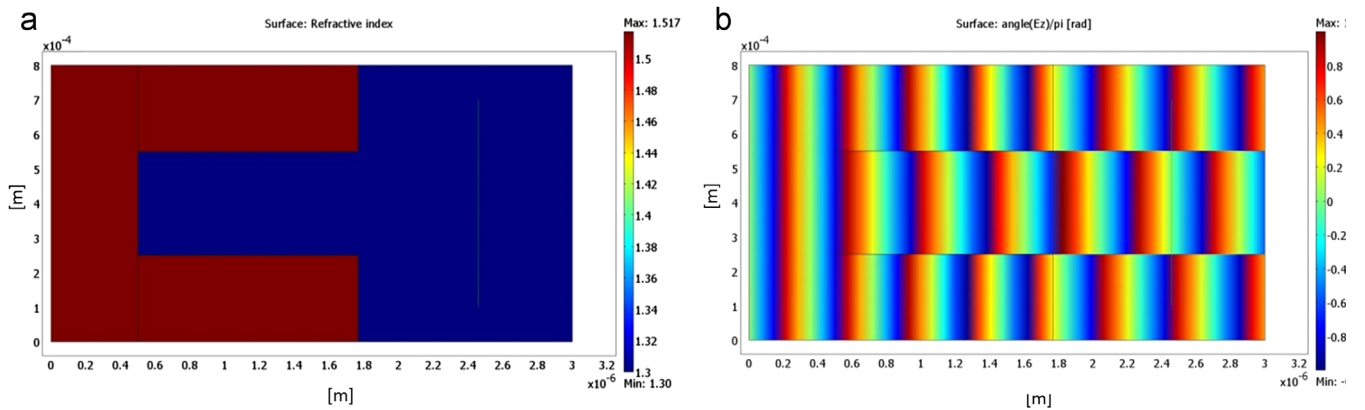 a
Surface: Refractive index
Max: 1.517
x10⁻⁴
8
7
6
5
4
3
2
1
0
[m]
0 0.2 0.4 0.6 0.8 1 1.2 1.4 1.6 1.8 2 2.2 2.4 2.6 2.8 3 3.2
x10⁻⁶
[m]
1.5
1.48
1.46
1.44
1.42
1.4
1.38
1.36
1.34
1.32
1.3
Min: 1.30
b
Surface: angle(Ez)/pi [rad]
Max: 1
x10⁻⁴
8
7
6
5
4
3
2
1
0
[m]
0 0.2 0.4 0.6 0.8 1 1.2 1.4 1.6 1.8 2 2.2 2.4 2.6 2.8 3 3.2
x10⁻⁶
[m]
0.8
0.6
0.4
0.2
0
-0.2
-0.4
-0.6
-0.8
Min: -